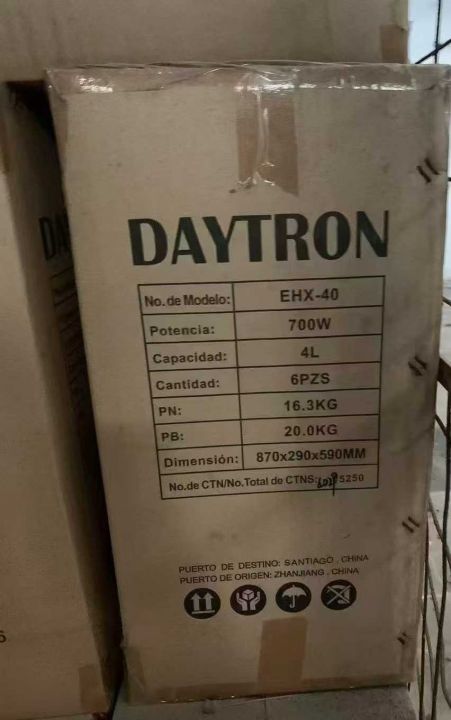 DAYTRON
No.de Modelo: EHX-40
Potencia: 700W
Capacidad: 4L
Cantidad: 6PZS
PN: 16.3KG
PB: 20.0KG
Dimensión: 870x290x590MM
No.de CTN/No.Total de CTNS: 5250
PUERTO DE DESTINO: SANTIAGO , CHINA
PUERTO DE ORIGEN: ZHANJIANG , CHINA
DA
6